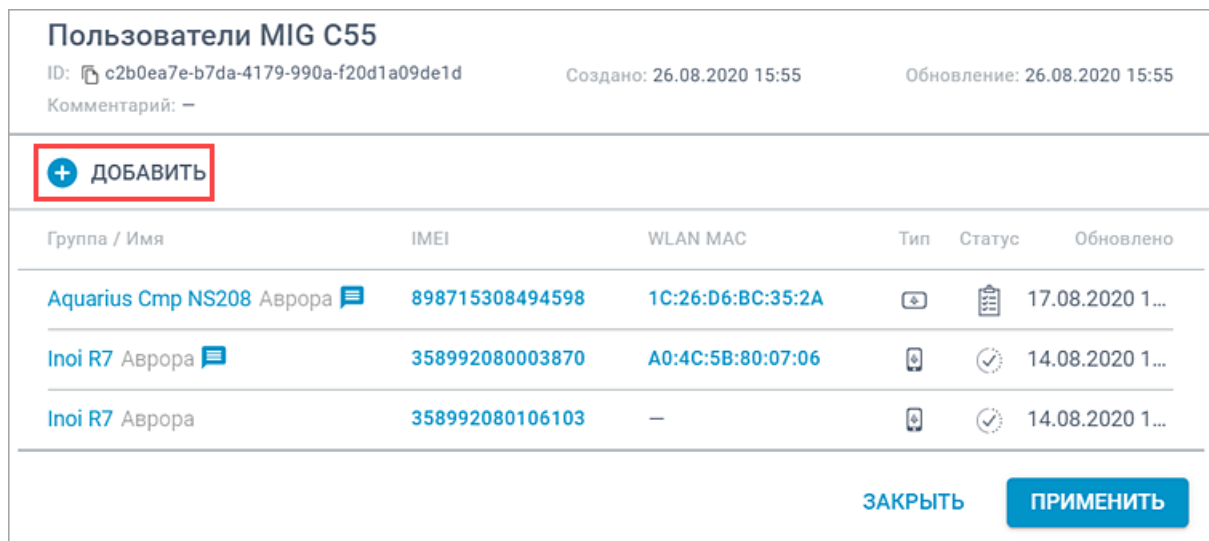 Пользователи MIG C55
ID: c2b0ea7e-b7da-4179-990a-f20d1a09de1d Создано: 26.08.2020 15:55 Обновление: 26.08.2020 15:55
Комментарий: —
ДОБАВИТЬ
Группа / Имя IMEI WLAN MAC Тип Статус Обновлено
Aquarius Cmp NS208 Аврора 898715308494598 1C:26:D6:BC:35:2A 17.08.2020 1...
Inoi R7 Аврора 358992080003870 A0:4C:5B:80:07:06 14.08.2020 1...
Inoi R7 Аврора 358992080106103 — 14.08.2020 1...
ЗАКРЫТЬ ПРИМЕНИТЬ